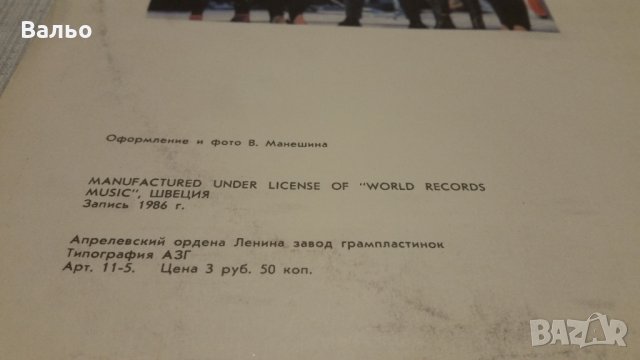 Вальо
Оформление и фото В. Манешина
MANUFACTURED UNDER LICENSE OF "WORLD RECORDS
MUSIC", ШВЕЦИЯ
Запись 1986 г.
Апрелевский ордена Ленина завод грампластинок
Типография АЗГ
Арт. 11-5. Цена 3 руб. 50 коп.
BAZAR